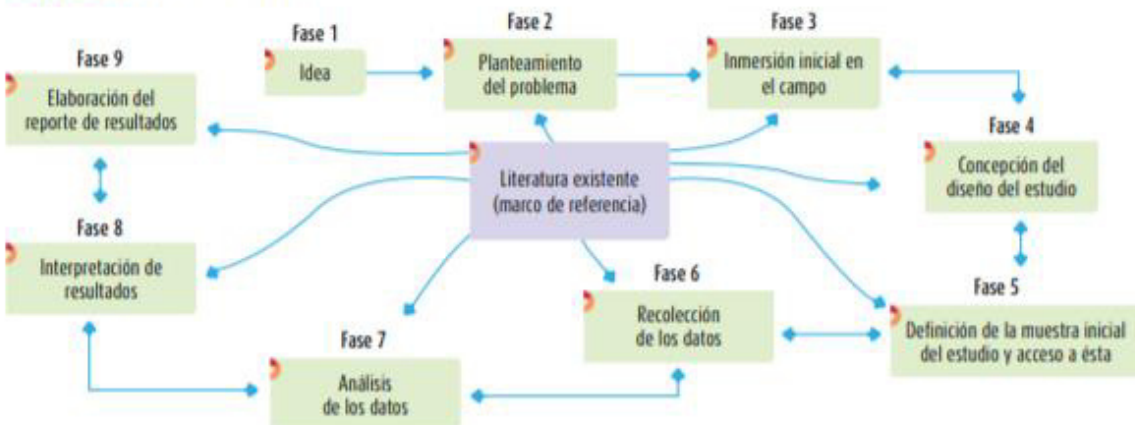 Fase 1
Idea
Fase 2
Planteamiento
del problema
Fase 3
Inmersión inicial en
el campo
Fase 4
Concepción del
diseño del estudio
Fase 5
Definición de la muestra inicial
del estudio y acceso a ésta
Fase 6
Recolección
de los datos
Fase 7
Análisis
de los datos
Fase 8
Interpretación de
resultados
Fase 9
Elaboración del
reporte de resultados
Literatura existente
(marco de referencia)